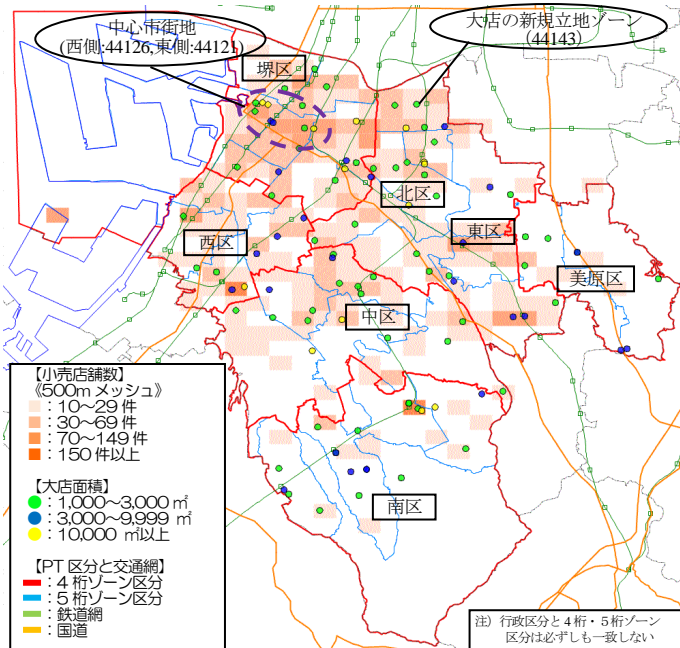 中心市街地
(西側:44126,東側:44121)
大店の新規立地ゾーン
(44143)
堺区
北区
東区
西区
美原区
中区
南区
【小売店舗数】
《500m メッシュ》
：10～29 件
：30～69 件
：70～149 件
：150 件以上
【大店面積】
：1,000～3,000 ㎡
：3,000～9,999 ㎡
：10,000 ㎡以上
【PT 区分と交通網】
：４桁ゾーン区分
：５桁ゾーン区分
：鉄道網
：国道
注）行政区分と４桁・５桁ゾーン
区分は必ずしも一致しない